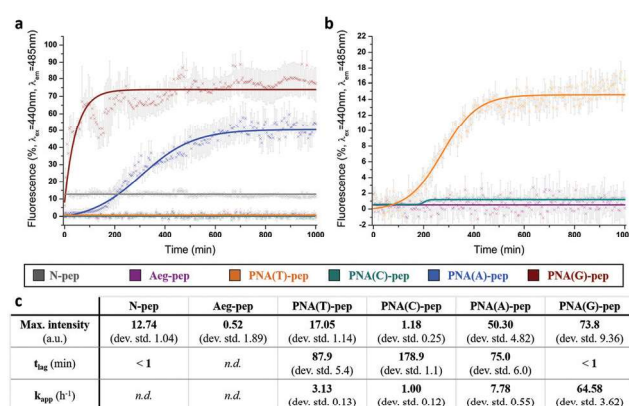 a
b
Fluorescence (%, λex=440nm, λem=485nm)
100
90
80
70
60
50
40
30
20
10
0
0 200 400 600 800 1000
Time (min)
Fluorescence (%, λex=440nm, λem=485nm)
22
20
18
16
14
12
10
8
6
4
2
0
-2
0 200 400 600 800 1000
Time (min)
N-pep Aeg-pep PNA(T)-pep PNA(C)-pep PNA(A)-pep PNA(G)-pep
c
N-pep Aeg-pep PNA(T)-pep PNA(C)-pep PNA(A)-pep PNA(G)-pep
Max. intensity 12.74 0.52 17.05 1.18 50.30 73.8
(a.u.) (dev. std. 1.04) (dev. std. 1.89) (dev. std. 1.14) (dev. std. 0.25) (dev. std. 4.82) (dev. std. 9.36)
tlag (min) < 1 n.d. 87.9 178.9 75.0 < 1
(dev. std. 5.4) (dev. std. 1.1) (dev. std. 6.0)
kapp (h-1) n.d. n.d. 3.13 1.00 7.78 64.58
(dev. std. 0.13) (dev. std. 0.12) (dev. std. 0.55) (dev. std. 3.62)